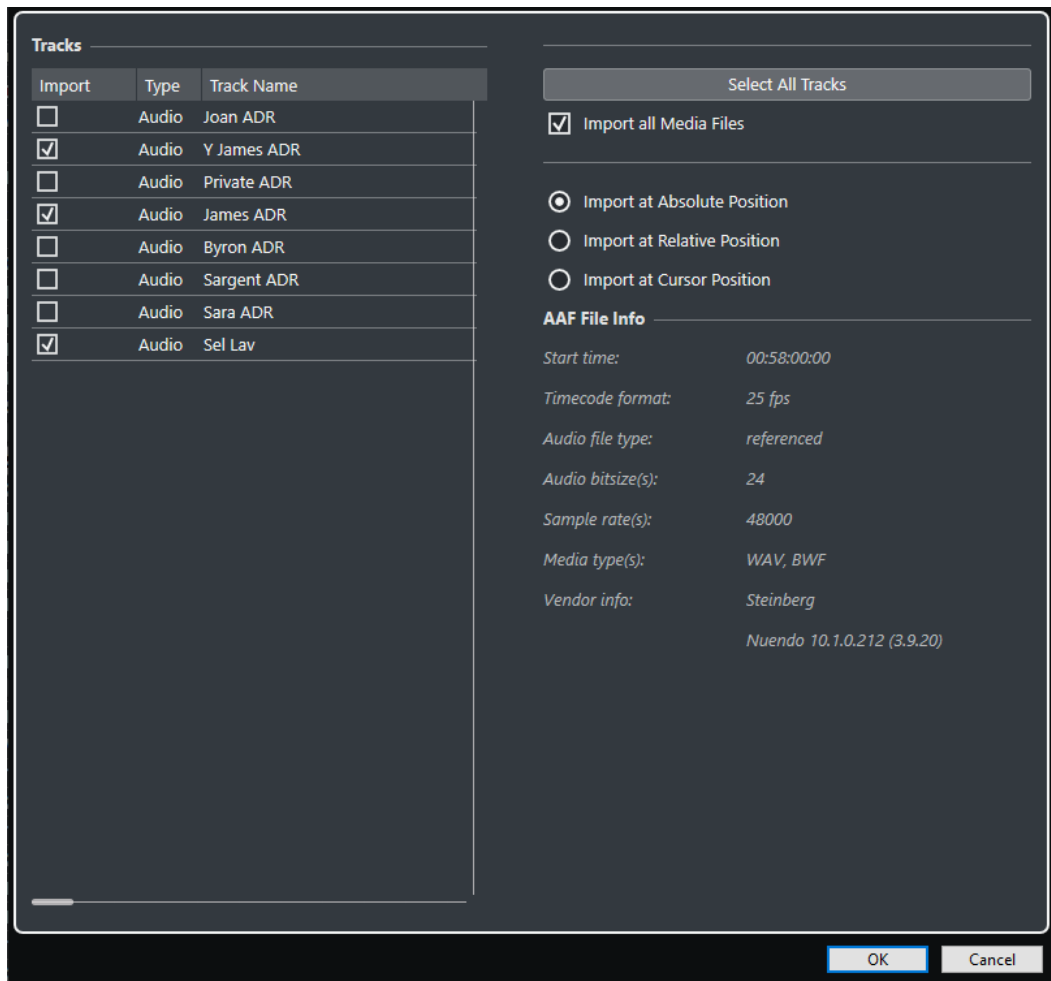 Tracks
Import Type Track Name
Audio Joan ADR
Audio Y James ADR
Audio Private ADR
Audio James ADR
Audio Byron ADR
Audio Sargent ADR
Audio Sara ADR
Audio Sel Lav
Select All Tracks
Import all Media Files
Import at Absolute Position
Import at Relative Position
Import at Cursor Position
AAF File Info
Start time: 00:58:00:00
Timecode format: 25 fps
Audio file type: referenced
Audio bitsize(s): 24
Sample rate(s): 48000
Media type(s): WAV, BWF
Vendor info: Steinberg
Nuendo 10.1.0.212 (3.9.20)
OK Cancel